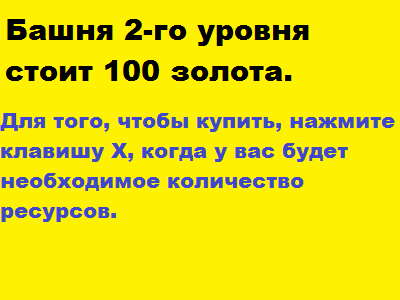 Башня 2-го уровня
стоит 100 золота.
Для того, чтобы купить, нажмите
клавишу X, когда у вас будет
необходимое количество
ресурсов.